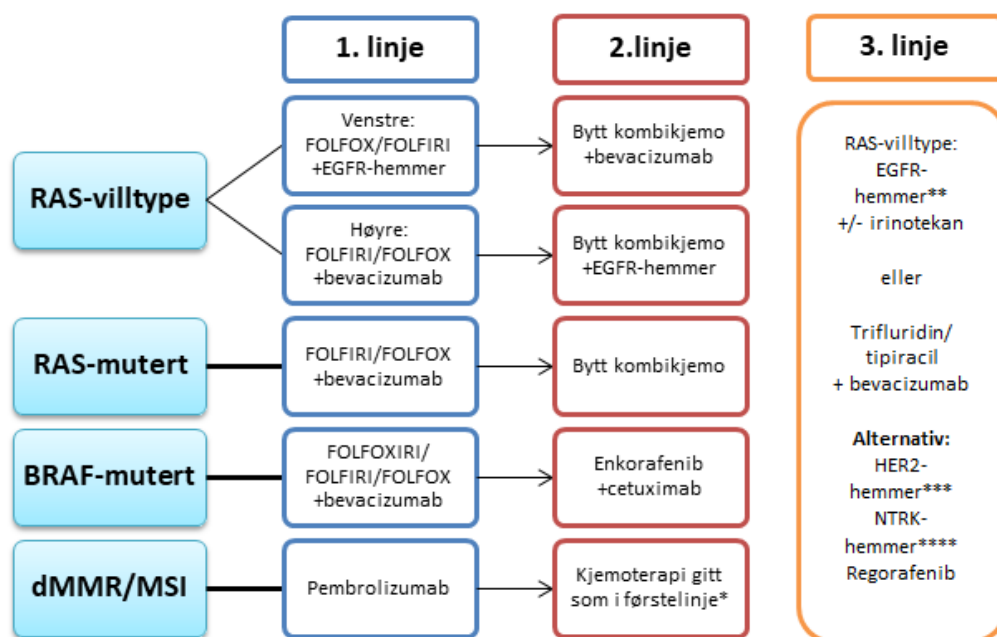 1. linje
2.linje
3. linje
RAS-villtype
Venstre:
FOLFOX/FOLFIRI
+EGFR-hemmer
Bytt kombikjemo
+bevacizumab
Høyre:
FOLFIRI/FOLFOX
+bevacizumab
Bytt kombikjemo
+EGFR-hemmer
RAS-mutert
FOLFIRI/FOLFOX
+bevacizumab
Bytt kombikjemo
BRAF-mutert
FOLFOXIRI/
FOLFIRI/FOLFOX
+bevacizumab
Enkorafenib
+cetuximab
dMMR/MSI
Pembrolizumab
Kjemoterapi gitt
som i førstelinje*
RAS-villtype:
EGFR-
hemmer**
+/- irinotekan
eller
Trifluridin/
tipiracil
+ bevacizumab
Alternativ:
HER2-
hemmer***
NTRK-
hemmer****
Regorafenib